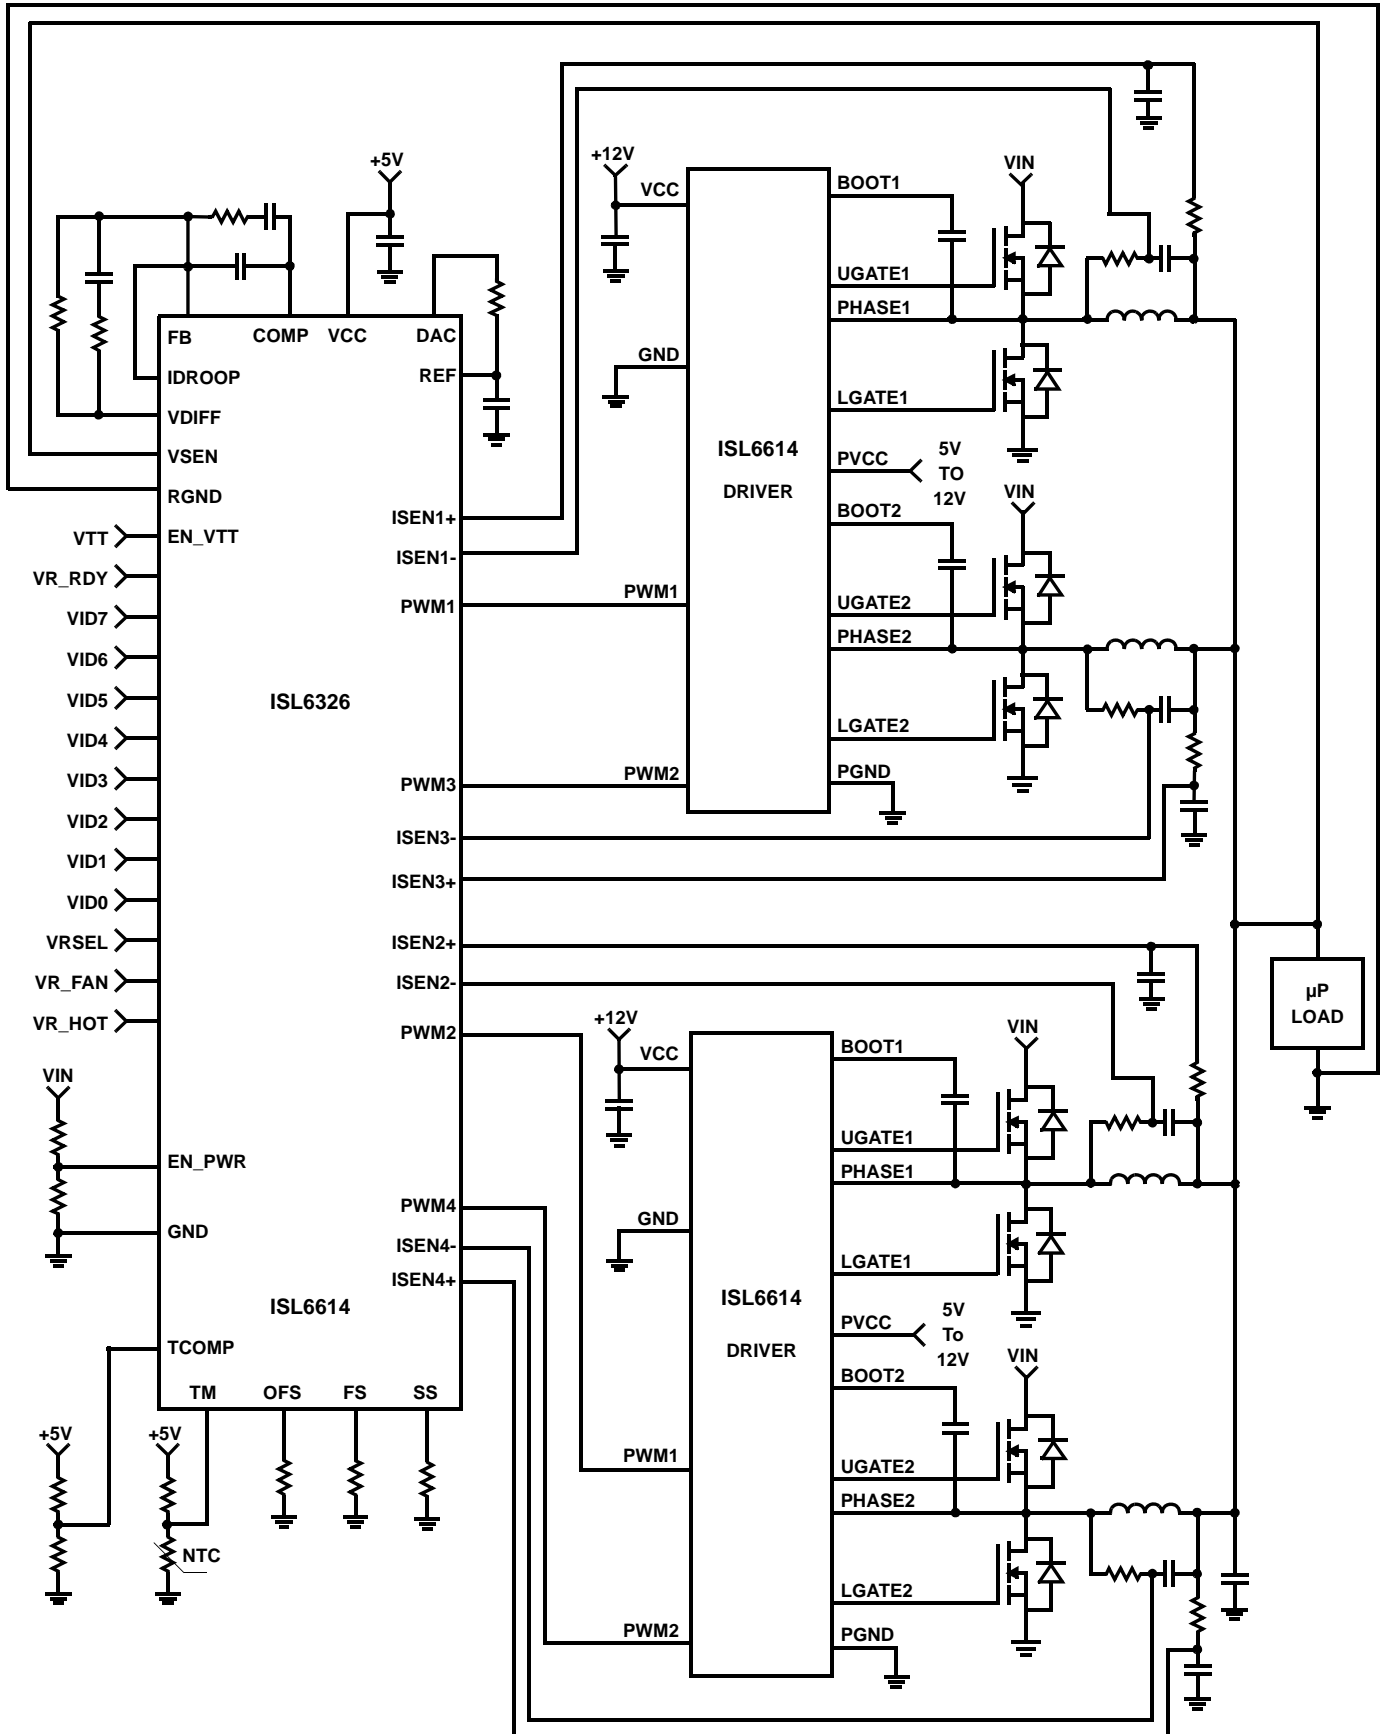 +5V
+12V
VCC
BOOT1
VIN
UGATE1
PHASE1
FB
COMP
VCC
DAC
GND
IDROOP
REF
LGATE1
VDIFF
VSEN
ISL6614
DRIVER
PVCC
5V
TO
12V
RGND
VIN
ISEN1+
BOOT2
VTT
EN_VTT
ISEN1-
VR_RDY
PWM1
PWM1
UGATE2
VID7
PHASE2
VID6
VID5
ISL6326
LGATE2
VID4
VID3
PWM3
PWM2
PGND
VID2
ISEN3-
VID1
ISEN3+
VID0
VRSEL
ISEN2+
VR_FAN
ISEN2-
µP
LOAD
VR_HOT
PWM2
+12V
VCC
BOOT1
VIN
VIN
UGATE1
EN_PWR
PHASE1
PWM4
GND
GND
ISEN4-
LGATE1
ISEN4+
ISL6614
ISL6614
DRIVER
PVCC
5V
To
12V
TCOMP
VIN
BOOT2
TM
OFS
FS
SS
+5V
+5V
PWM1
UGATE2
PHASE2
NTC
LGATE2
PWM2
PGND